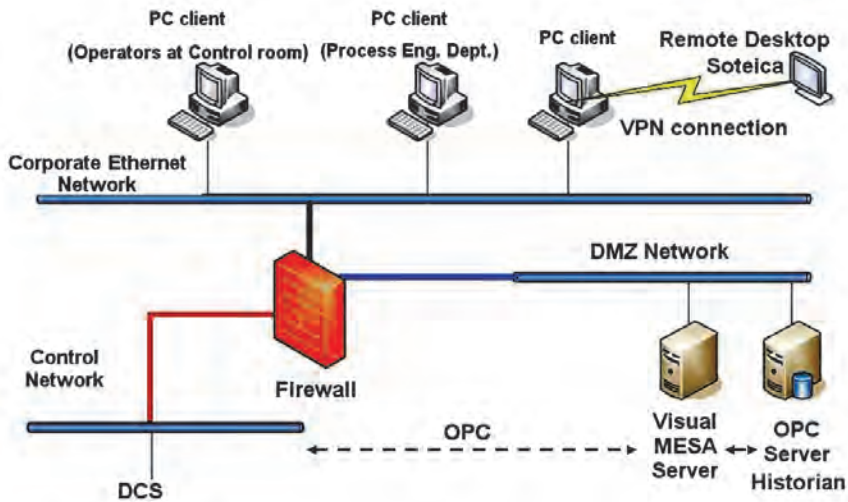 PC client
(Operators at Control room)
PC client
(Process Eng. Dept.)
PC client
Remote Desktop
Soteica
VPN connection
Corporate Ethernet
Network
DMZ Network
Control
Network
Firewall
OPC
Visual
MESA
Server
OPC
Server
Historian
DCS